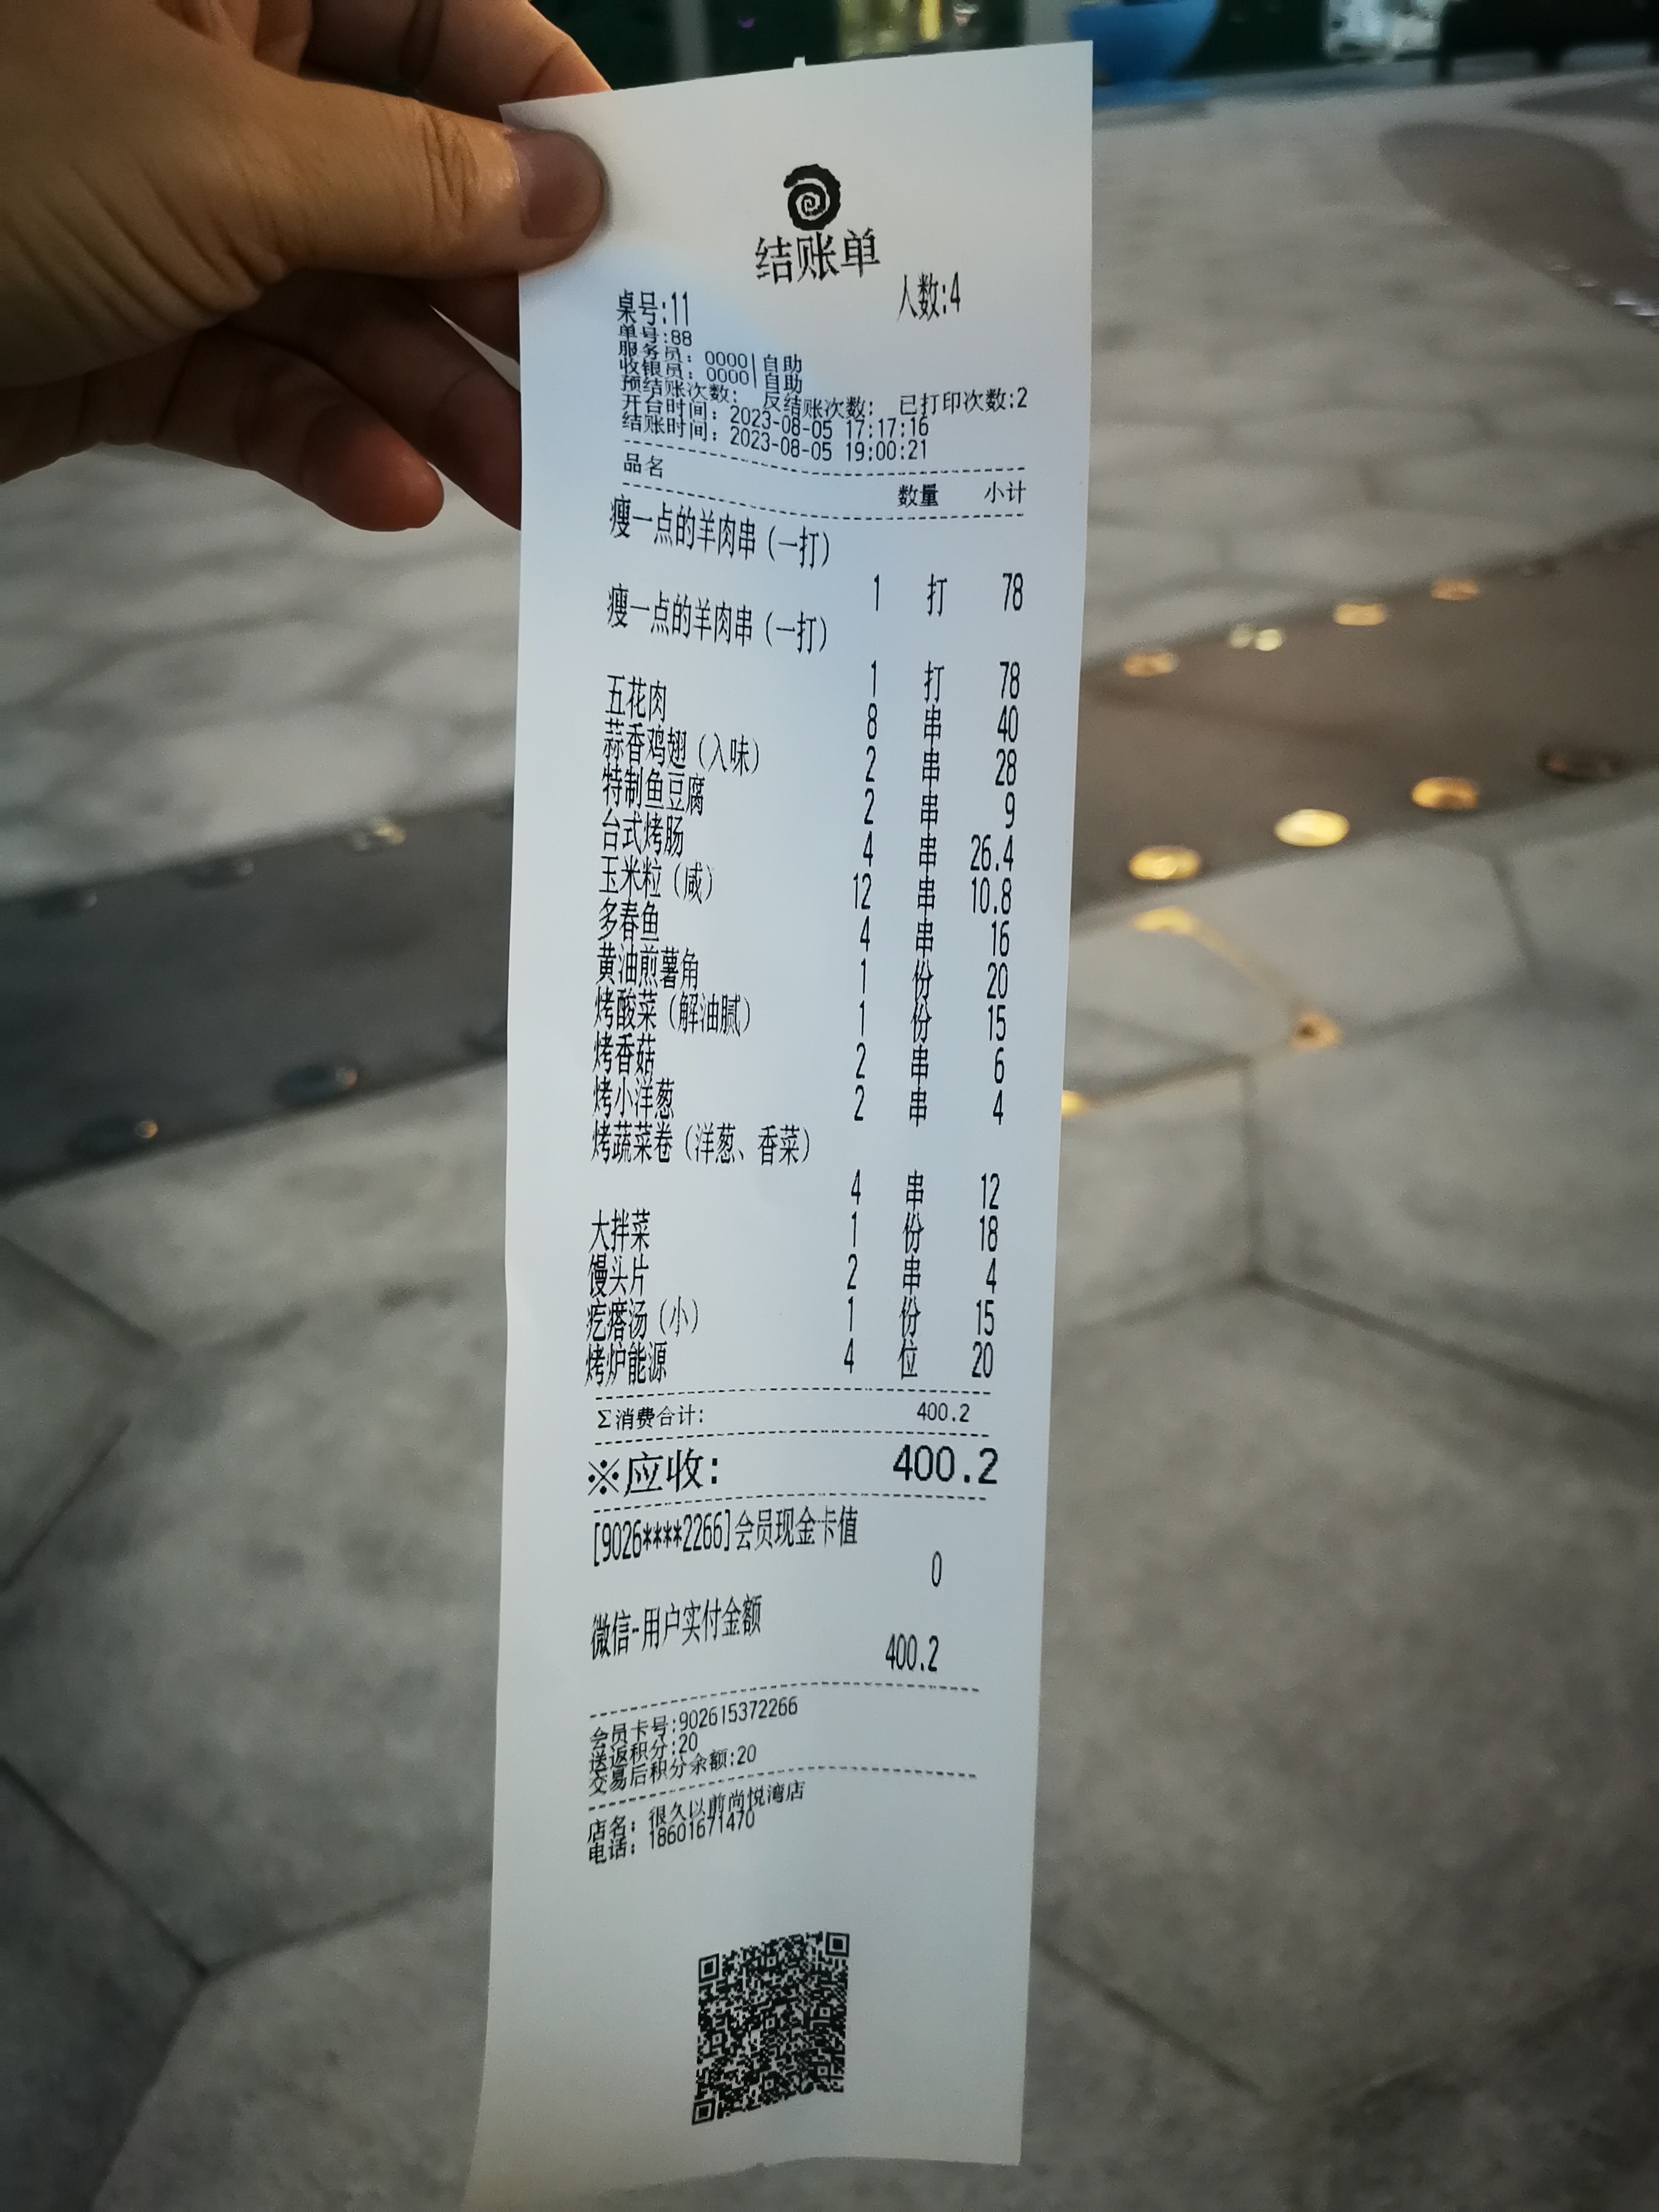 结账单
桌号:11 人数:4
单号:88
服务员: 0000| 自助
收银员: 0000| 自助
预结账次数: 反结账次数: 已打印次数:2
开台时间: 2023-08-05 17:17:16
结账时间: 2023-08-05 19:00:21
品名 数量 小计
瘦一点的羊肉串(一打)
1 打 78
瘦一点的羊肉串(一打)
1 打 78
五花肉 8 串 40
蒜香鸡翅(入味) 2 串 28
特制鱼豆腐 2 串 9
台式烤肠 4 串 26.4
玉米粒(咸) 12 串 10.8
多春鱼 4 串 16
黄油煎薯角 1 份 20
烤酸菜(解油腻) 1 份 15
烤香菇 2 串 6
烤小洋葱 2 串 4
烤蔬菜卷(洋葱、香菜)
4 串 12
大拌菜 1 份 18
馒头片 2 串 4
疙瘩汤(小) 1 份 15
烤炉能源 4 位 20
Σ消费合计: 400.2
※应收: 400.2
[9026****2266]会员现金卡值
0
微信-用户实付金额
400.2
会员卡号:902615372266
送返积分:20
交易后积分余额:20
店名: 很久以前尚悦湾店
电话: 18601671470